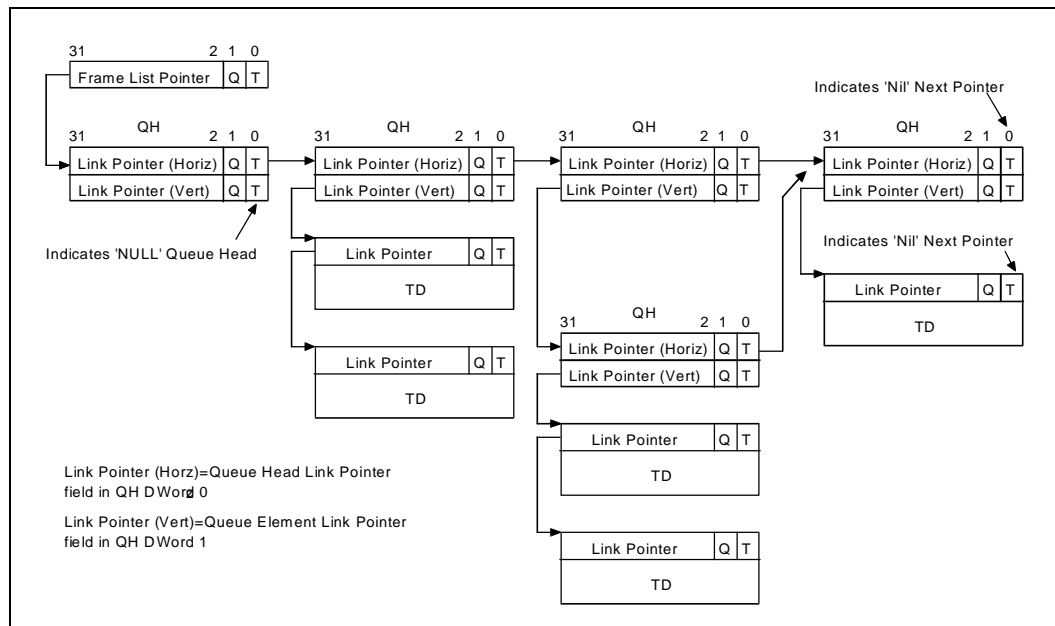 31 2 1 0
Frame List Pointer Q T
Indicates 'Nil' Next Pointer
QH
31 2 1 0
Link Pointer (Horiz) Q T
Link Pointer (Vert) Q T
QH
31 2 1 0
Link Pointer (Horiz) Q T
Link Pointer (Vert) Q T
QH
31 2 1 0
Link Pointer (Horiz) Q T
Link Pointer (Vert) Q T
QH
31 2 1 0
Link Pointer (Horiz) Q T
Link Pointer (Vert) Q T
Indicates 'NULL' Queue Head
Link Pointer Q T
TD
Link Pointer Q T
TD
QH
31 2 1 0
Link Pointer (Horiz) Q T
Link Pointer (Vert) Q T
Link Pointer Q T
TD
Link Pointer Q T
TD
Indicates 'Nil' Next Pointer
Link Pointer Q T
TD
Link Pointer (Horz)=Queue Head Link Pointer
field in QH DWord 0
Link Pointer (Vert)=Queue Element Link Pointer
field in QH DWord 1